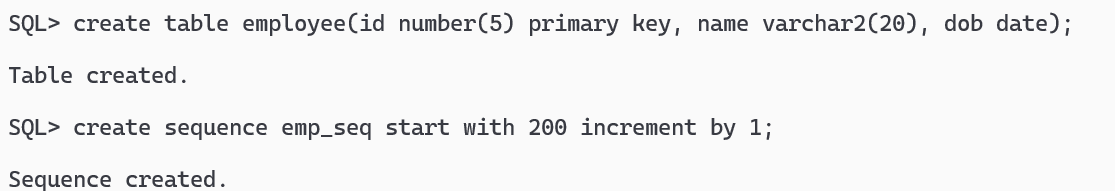 SQL> create table employee(id number(5) primary key, name varchar2(20), dob date);
Table created.
SQL> create sequence emp_seq start with 200 increment by 1;
Sequence created.